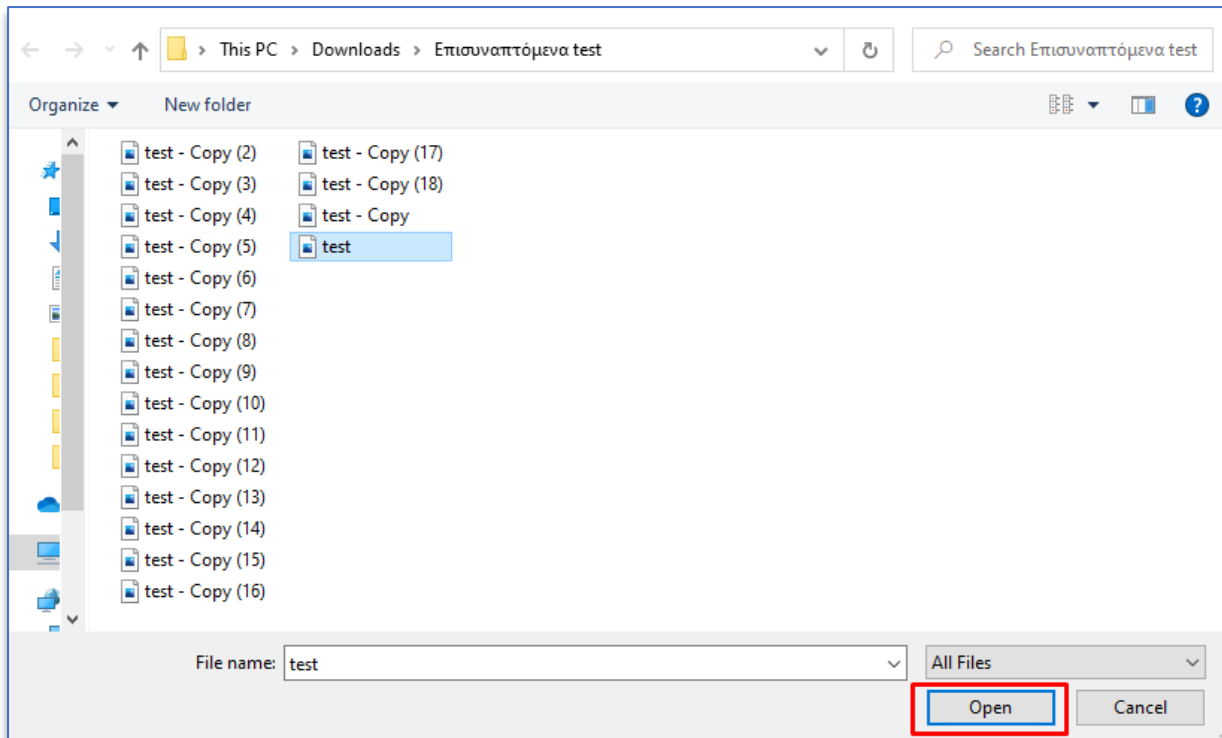 This PC > Downloads > Επισυναπτόμενα test
Search Επισυναπτόμενα test
Organize
New folder
test - Copy (2)
test - Copy (3)
test - Copy (4)
test - Copy (5)
test - Copy (6)
test - Copy (7)
test - Copy (8)
test - Copy (9)
test - Copy (10)
test - Copy (11)
test - Copy (12)
test - Copy (13)
test - Copy (14)
test - Copy (15)
test - Copy (16)
test - Copy (17)
test - Copy (18)
test - Copy
test
File name: test
All Files
Open
Cancel